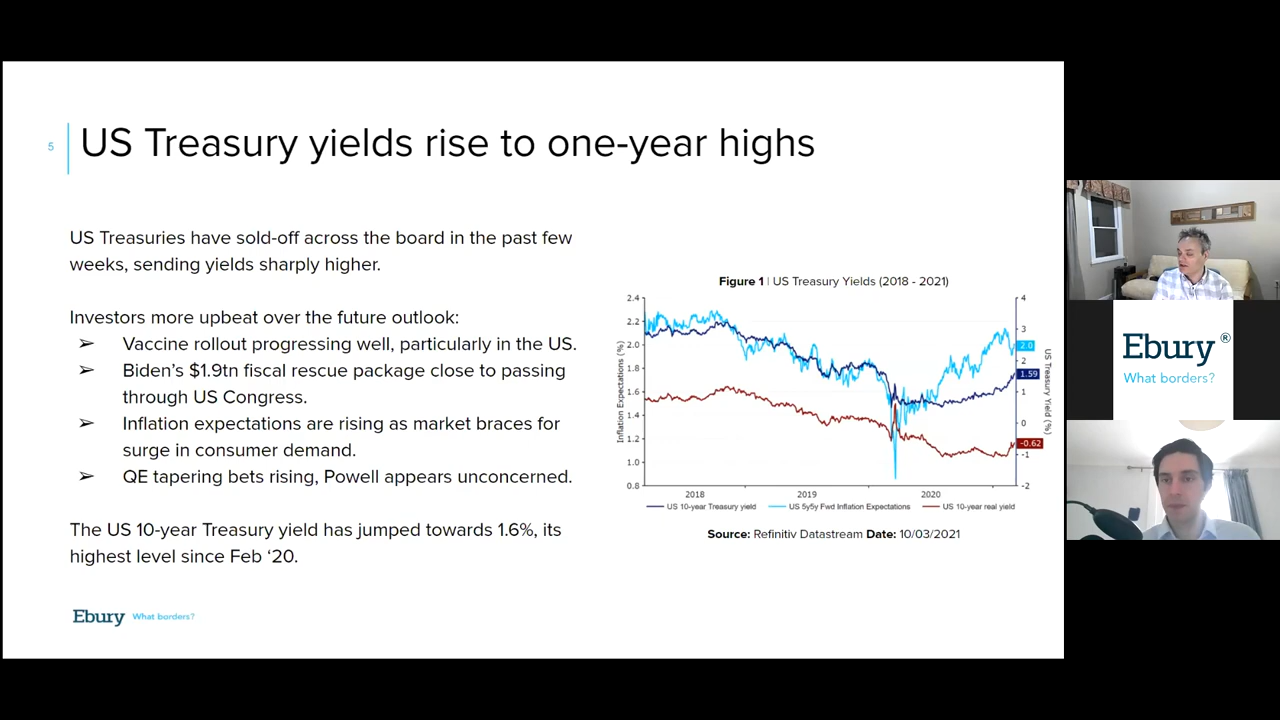 5
US Treasury yields rise to one-year highs
US Treasuries have sold-off across the board in the past few
weeks, sending yields sharply higher.
Investors more upbeat over the future outlook:
➢ Vaccine rollout progressing well, particularly in the US.
➢ Biden’s $1.9tn fiscal rescue package close to passing
through US Congress.
➢ Inflation expectations are rising as market braces for
surge in consumer demand.
➢ QE tapering bets rising, Powell appears unconcerned.
The US 10-year Treasury yield has jumped towards 1.6%, its
highest level since Feb ‘20.
Ebury What borders?
Figure 1 | US Treasury Yields (2018 - 2021)
Inflation Expectations (%)
2.4
2.2
2.0
1.8
1.6
1.4
1.2
1.0
0.8
4
3
2
1
0
-1
-2
2.0
1.59
-0.62
US Treasury Yield (%)
2018 2019 2020
US 10-year Treasury yield US 5y5y Fwd Inflation Expectations US 10-year real yield
Source: Refinitiv Datastream Date: 10/03/2021
Ebury®
What borders?